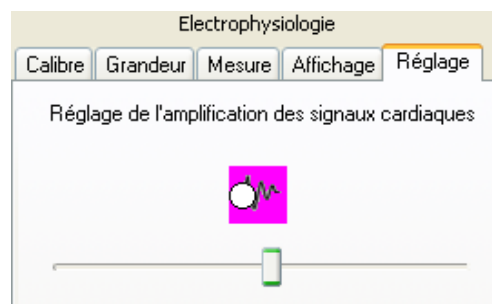 Electrophysiologie
Calibre Grandeur Mesure Affichage Réglage
Réglage de l'amplification des signaux cardiaques